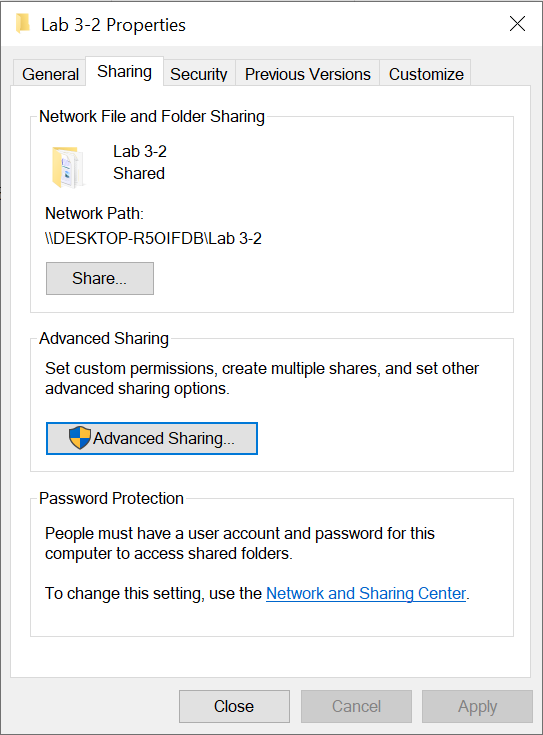 Lab 3-2 Properties
General
Sharing
Security
Previous Versions
Customize
Network File and Folder Sharing
Lab 3-2
Shared
Network Path:
\\DESKTOP-R5OIFDB\Lab 3-2
Share...
Advanced Sharing
Set custom permissions, create multiple shares, and set other
advanced sharing options.
Advanced Sharing...
Password Protection
People must have a user account and password for this
computer to access shared folders.
To change this setting, use the Network and Sharing Center.
Close
Cancel
Apply